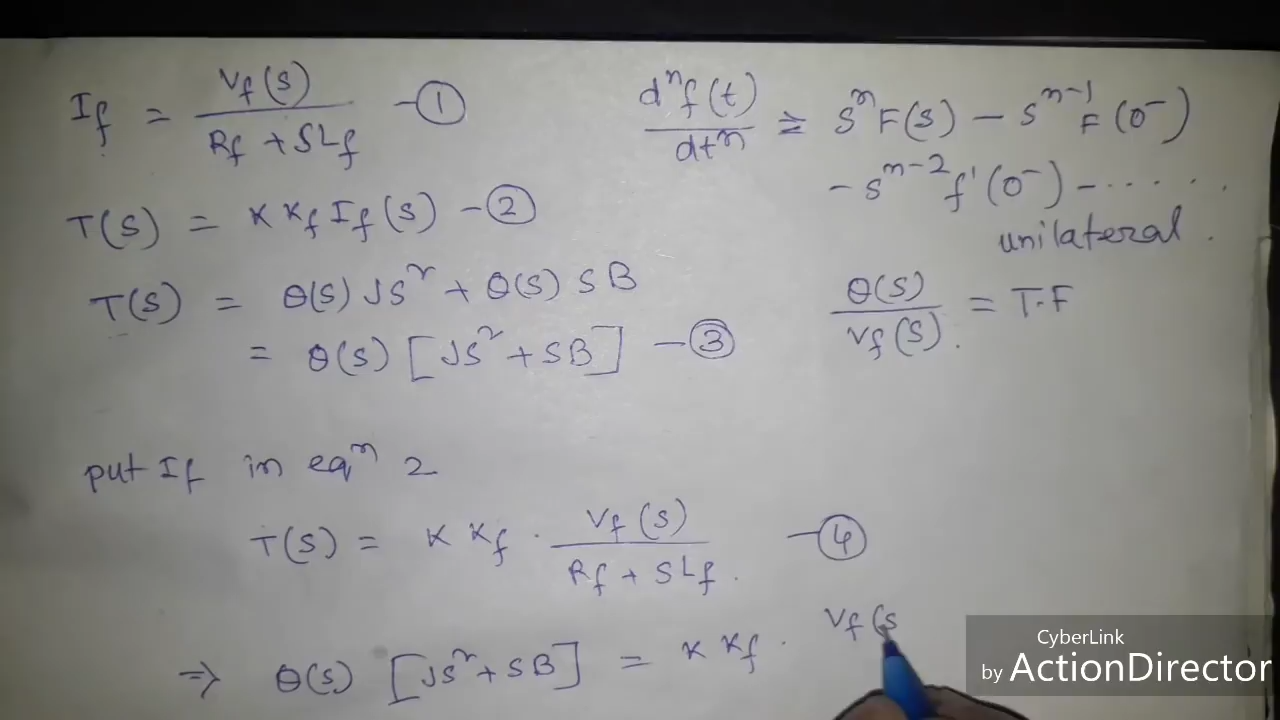 If = Vf(s) / Rf + SLf — ①
dⁿf(t) / dtⁿ ≅ SⁿF(s) – Sⁿ⁻¹F(0⁻)
– Sⁿ⁻²f'(0⁻) – ......
unilateral.
T(s) = K Kf If(s) — ②
T(s) = θ(s) JS² + θ(s) SB
= θ(s) [JS² + SB] — ③
θ(s) / Vf(s). = T.F
put If in eqⁿ 2
T(s) = K Kf . Vf(s) / Rf + SLf. — ④
⇒ θ(s) [JS² + SB] = K Kf . Vf(s
CyberLink
by ActionDirector